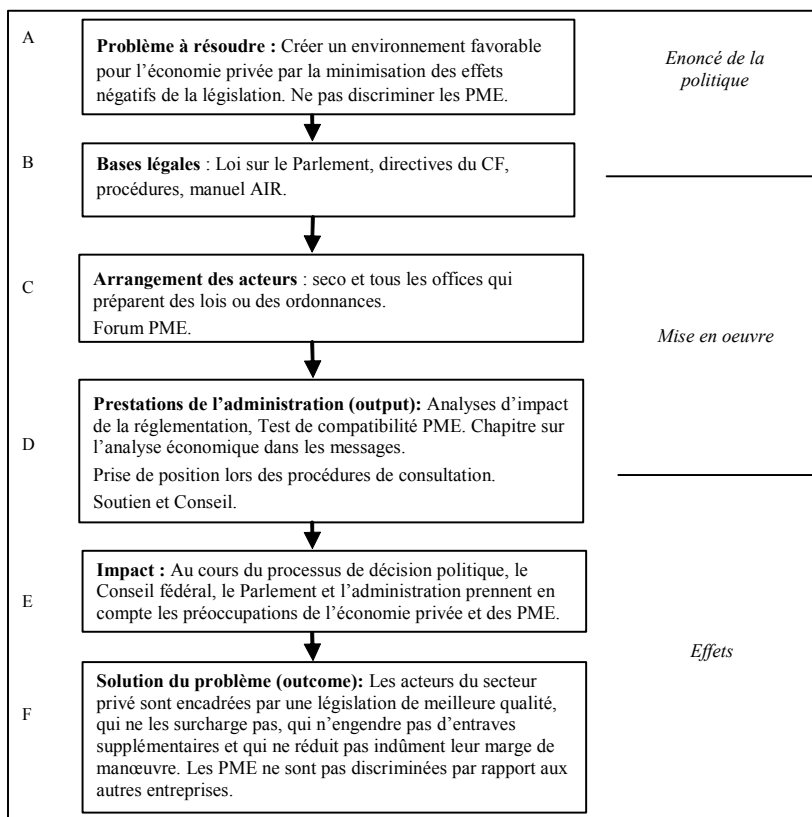 A
Problème à résoudre : Créer un environnement favorable
pour l’économie privée par la minimisation des effets
négatifs de la législation. Ne pas discriminer les PME.
Enoncé de la
politique
B
Bases légales : Loi sur le Parlement, directives du CF,
procédures, manuel AIR.
C
Arrangement des acteurs : seco et tous les offices qui
préparent des lois ou des ordonnances.
Forum PME.
Mise en oeuvre
D
Prestations de l’administration (output): Analyses d’impact
de la réglementation, Test de compatibilité PME. Chapitre sur
l’analyse économique dans les messages.
Prise de position lors des procédures de consultation.
Soutien et Conseil.
E
Impact : Au cours du processus de décision politique, le
Conseil fédéral, le Parlement et l’administration prennent en
compte les préoccupations de l’économie privée et des PME.
Effets
F
Solution du problème (outcome): Les acteurs du secteur
privé sont encadrées par une législation de meilleure qualité,
qui ne les surcharge pas, qui n’engendre pas d’entraves
supplémentaires et qui ne réduit pas indûment leur marge de
manœuvre. Les PME ne sont pas discriminées par rapport aux
autres entreprises.